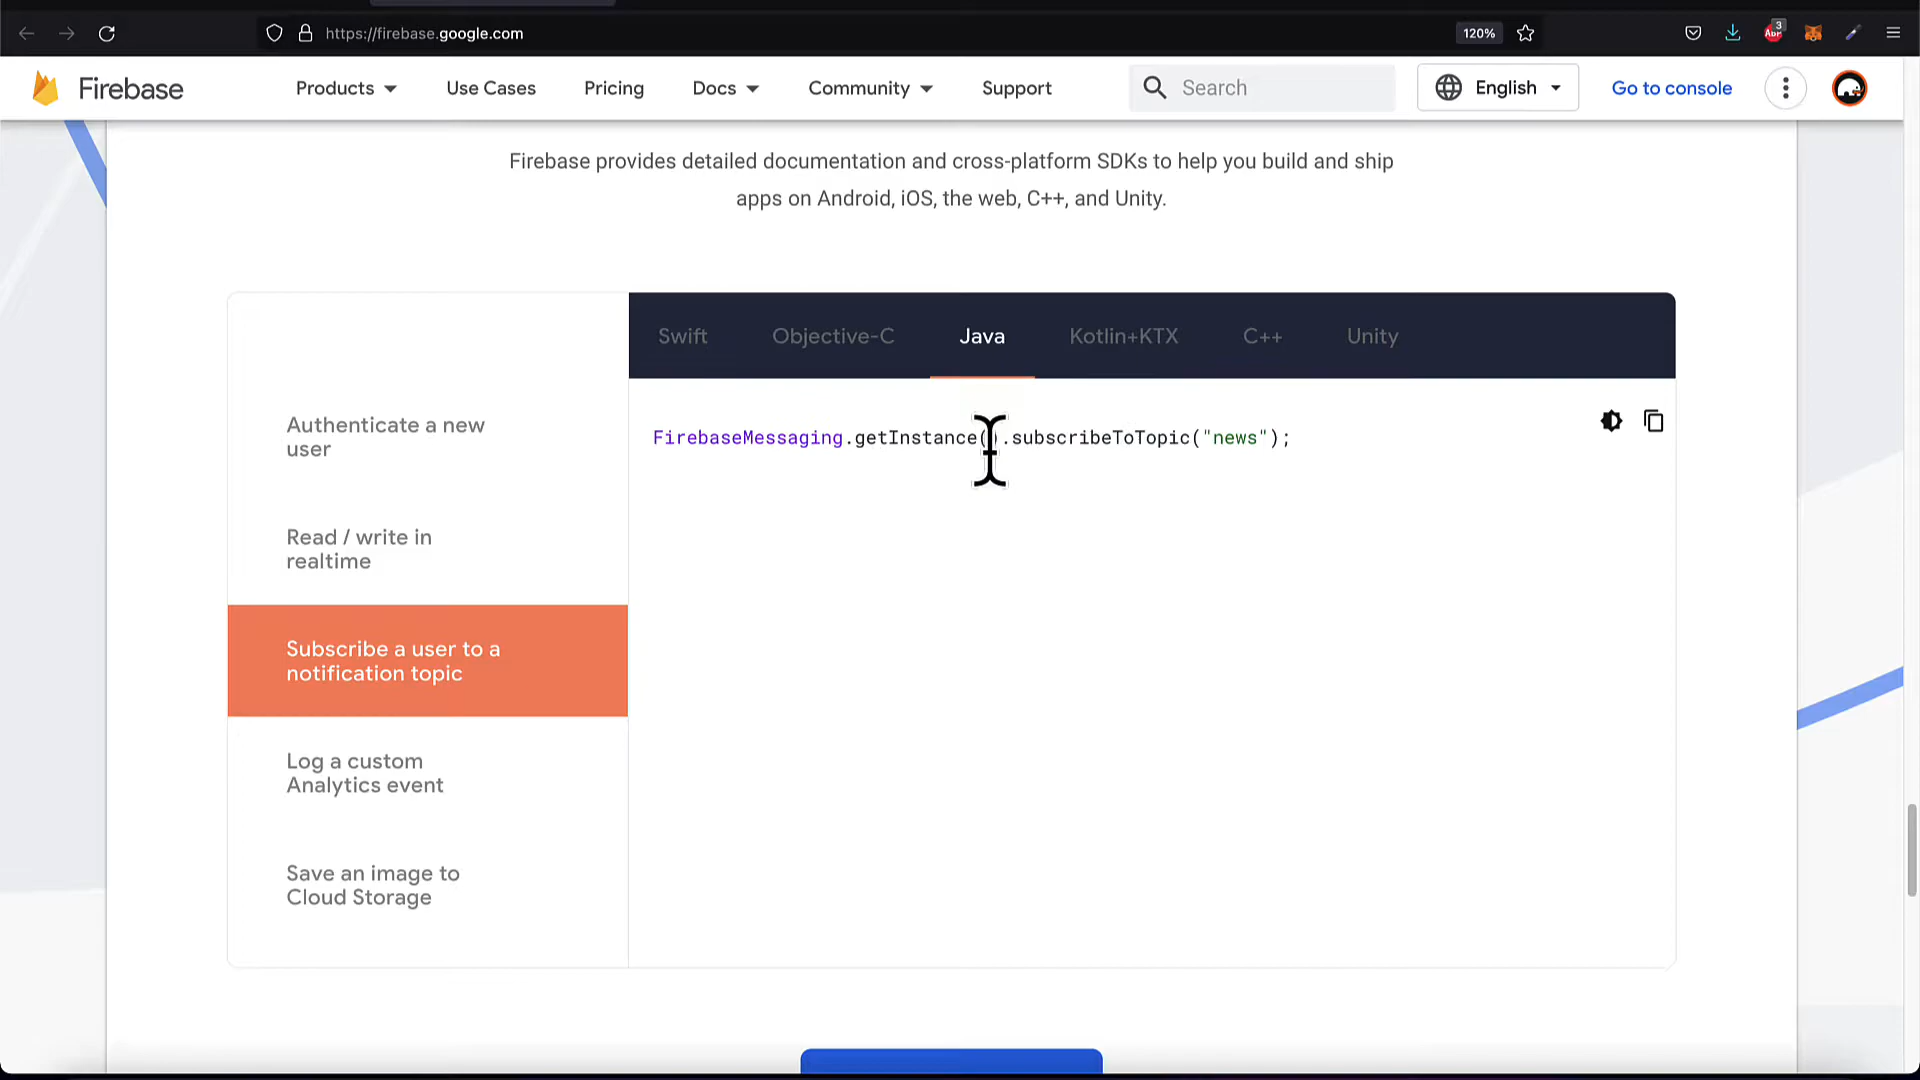 https://firebase.google.com
120%
3
ABP
Firebase
Products
Use Cases
Pricing
Docs
Community
Support
Search
English
Go to console
Firebase provides detailed documentation and cross-platform SDKs to help you build and ship
apps on Android, iOS, the web, C++, and Unity.
Swift
Objective-C
Java
Kotlin+KTX
C++
Unity
Authenticate a new
user
FirebaseMessaging.getInstance().subscribeToTopic("news");
Read / write in
realtime
Subscribe a user to a
notification topic
Log a custom
Analytics event
Save an image to
Cloud Storage